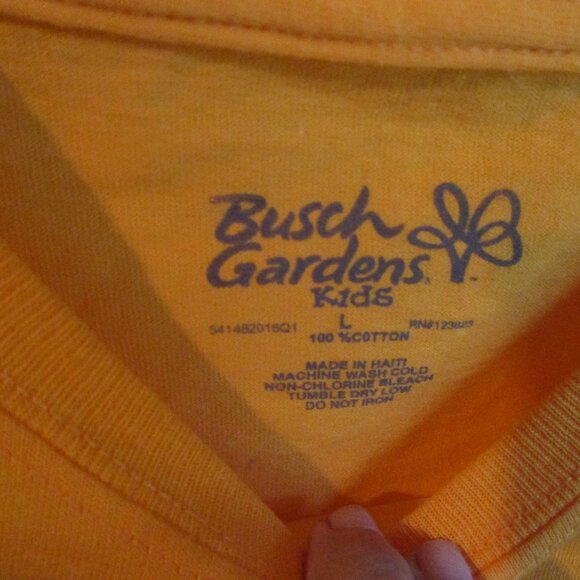 Busch
Gardens.
Kids
L
541482016Q1
100 %COTTON
MADE IN HAITI
MACHINE WASH COLD
NON-CHLORINE BLEACH
TUMBLE DRY LOW
DO NOT IRON